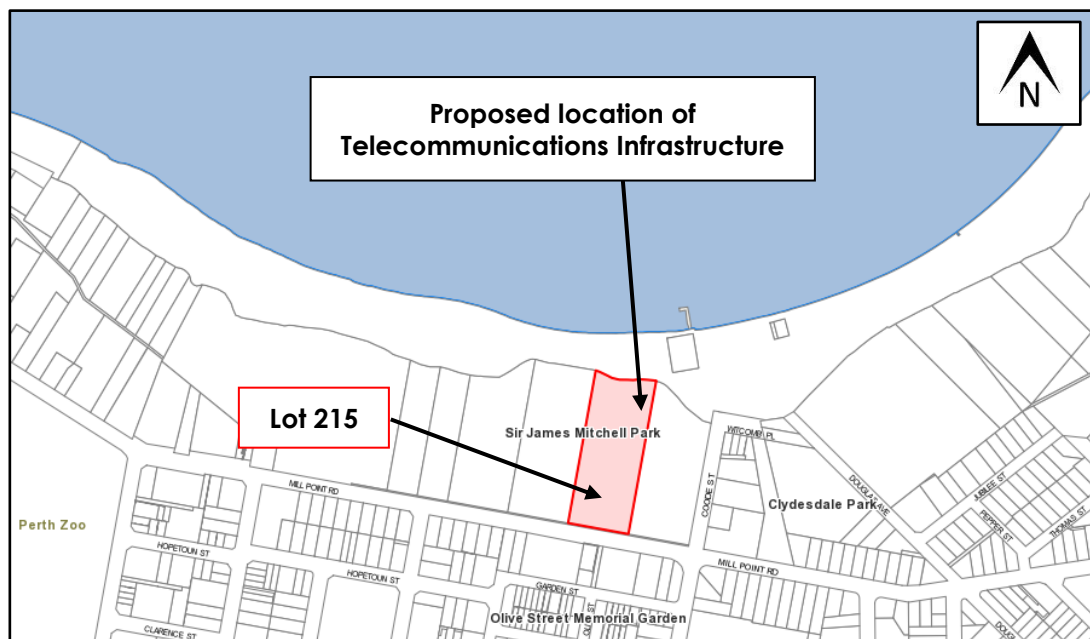 N
Proposed location of
Telecommunications Infrastructure
Lot 215
Sir James Mitchell Park
WITCOMB PL
COODE ST
DOUGLAS AVE
JUBILEE ST
PEPPER ST
THOMAS ST
Clydesdale Park
MILL POINT RD
Perth Zoo
HOPETOUN ST
HOPETOUN ST
MILL POINT RD
GARDEN ST
Olive Street Memorial Garden
CLARENCE ST